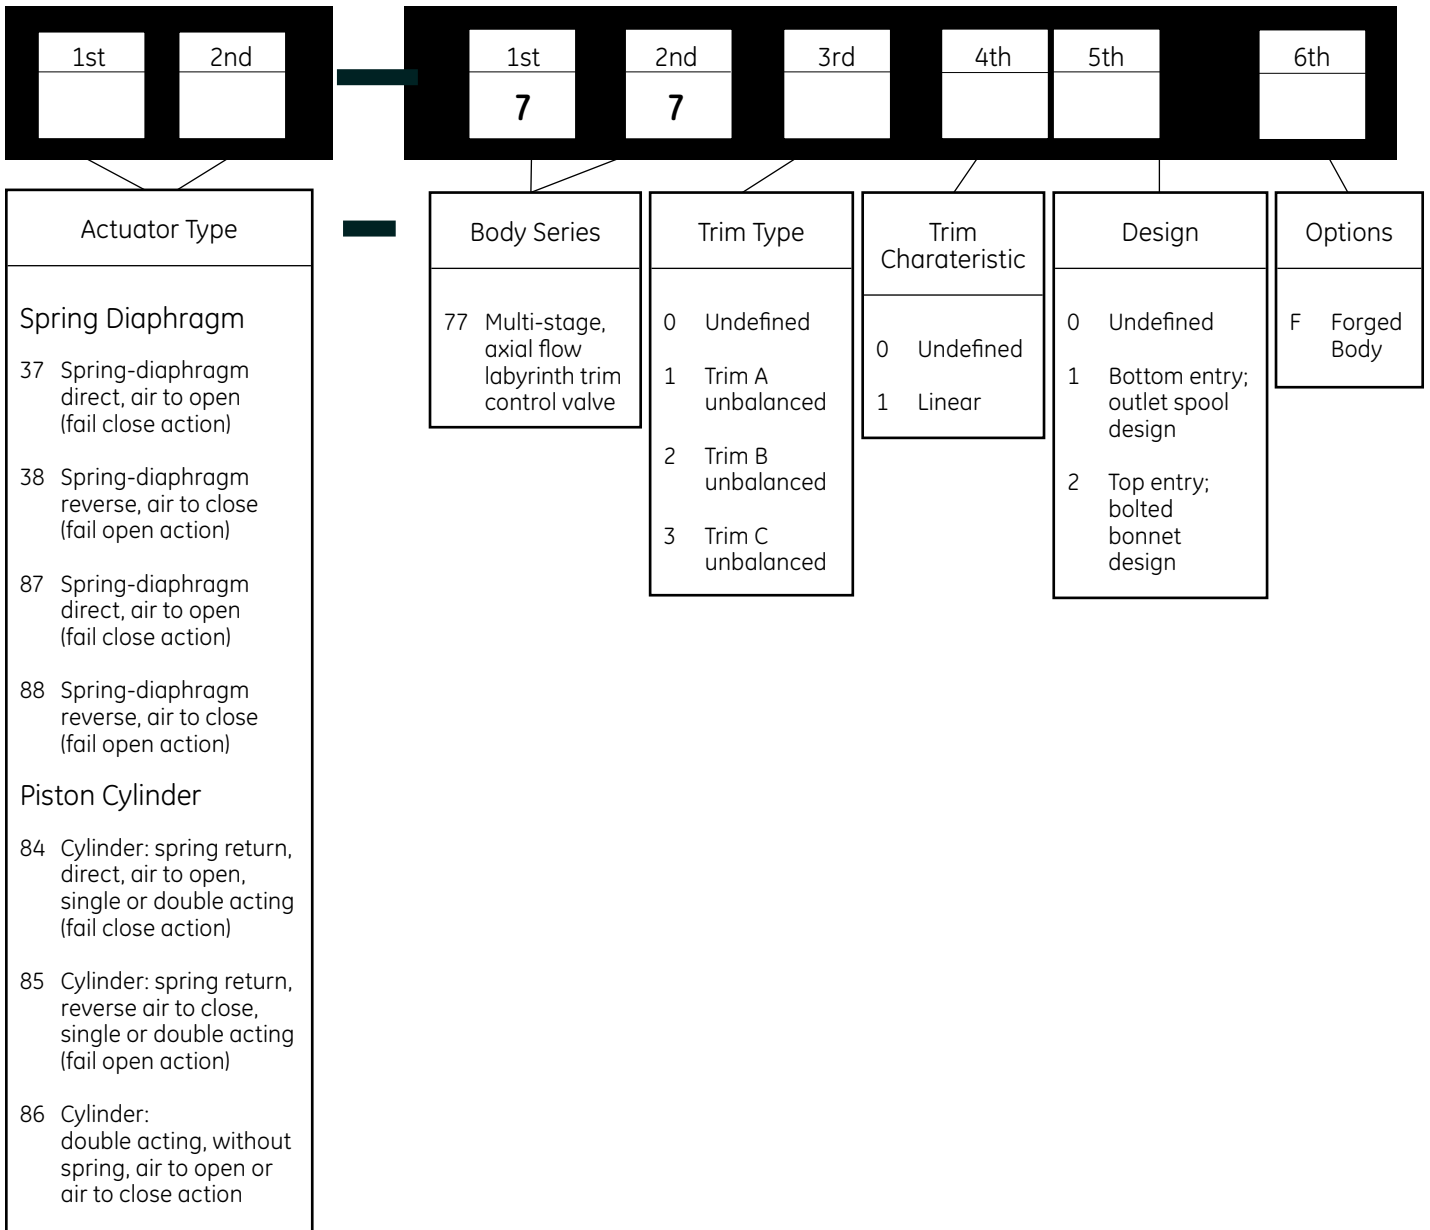 1st
2nd
1st
2nd
3rd
4th
5th
6th
7
7
Actuator Type
Spring Diaphragm
37 Spring-diaphragm
direct, air to open
(fail close action)
38 Spring-diaphragm
reverse, air to close
(fail open action)
87 Spring-diaphragm
direct, air to open
(fail close action)
88 Spring-diaphragm
reverse, air to close
(fail open action)
Piston Cylinder
84 Cylinder: spring return,
direct, air to open,
single or double acting
(fail close action)
85 Cylinder: spring return,
reverse air to close,
single or double acting
(fail open action)
86 Cylinder:
double acting, without
spring, air to open or
air to close action
Body Series
77 Multi-stage,
axial flow
labyrinth trim
control valve
Trim Type
0 Undefined
1 Trim A
unbalanced
2 Trim B
unbalanced
3 Trim C
unbalanced
Trim
Charateristic
0 Undefined
1 Linear
Design
0 Undefined
1 Bottom entry;
outlet spool
design
2 Top entry;
bolted
bonnet
design
Options
F Forged
Body